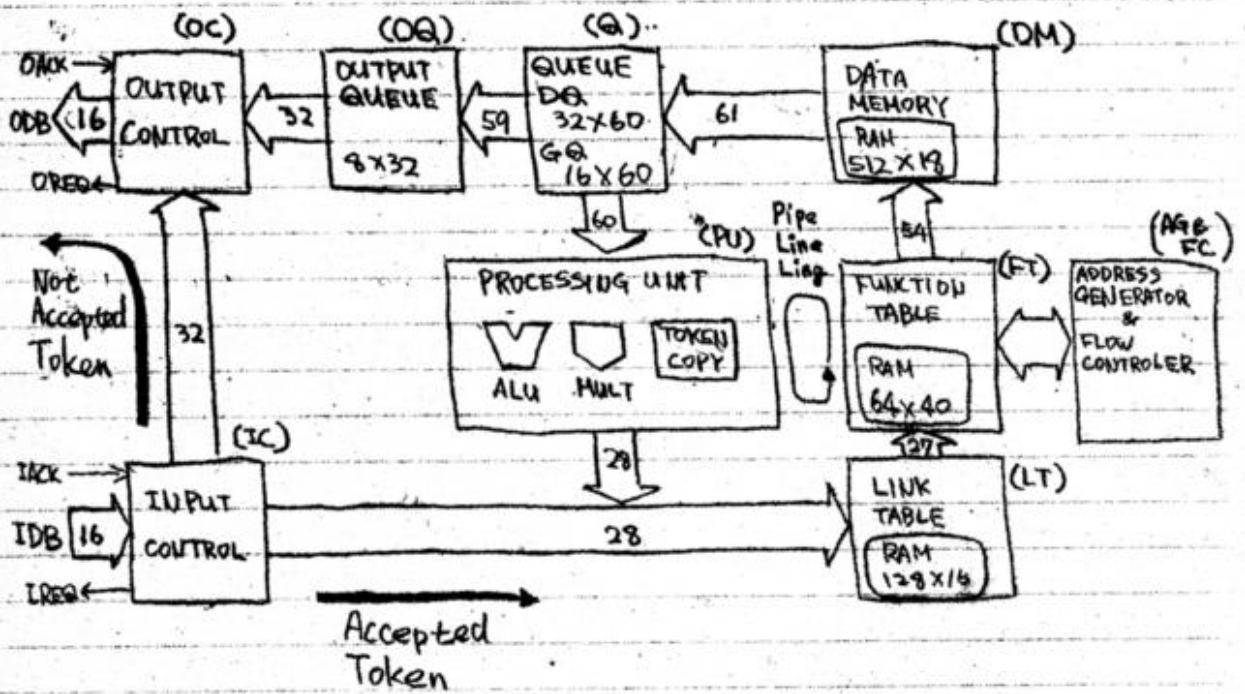 (OC)
(OQ)
(Q)..
(DM)
OACK
ODB
16
OREQ
OUTPUT
CONTROL
32
OUTPUT
QUEUE
8X32
59
QUEUE
DQ
32X60
GQ
16X60
61
DATA
MEMORY
RAM
512X18
60
54
Not
Accepted
Token
32
(PU)
PROCESSING UNIT
ALU
MULT
TOKEN
COPY
Pipe
Line
Ling
(FT)
FUNCTION
TABLE
RAM
64X40
(AG&
FC)
ADDRESS
GENERATOR
&
FLOW
CONTROLER
(IC)
IACK
IDB
16
IREQ
INPUT
CONTROL
28
28
27
(LT)
LINK
TABLE
RAM
128X16
Accepted
Token